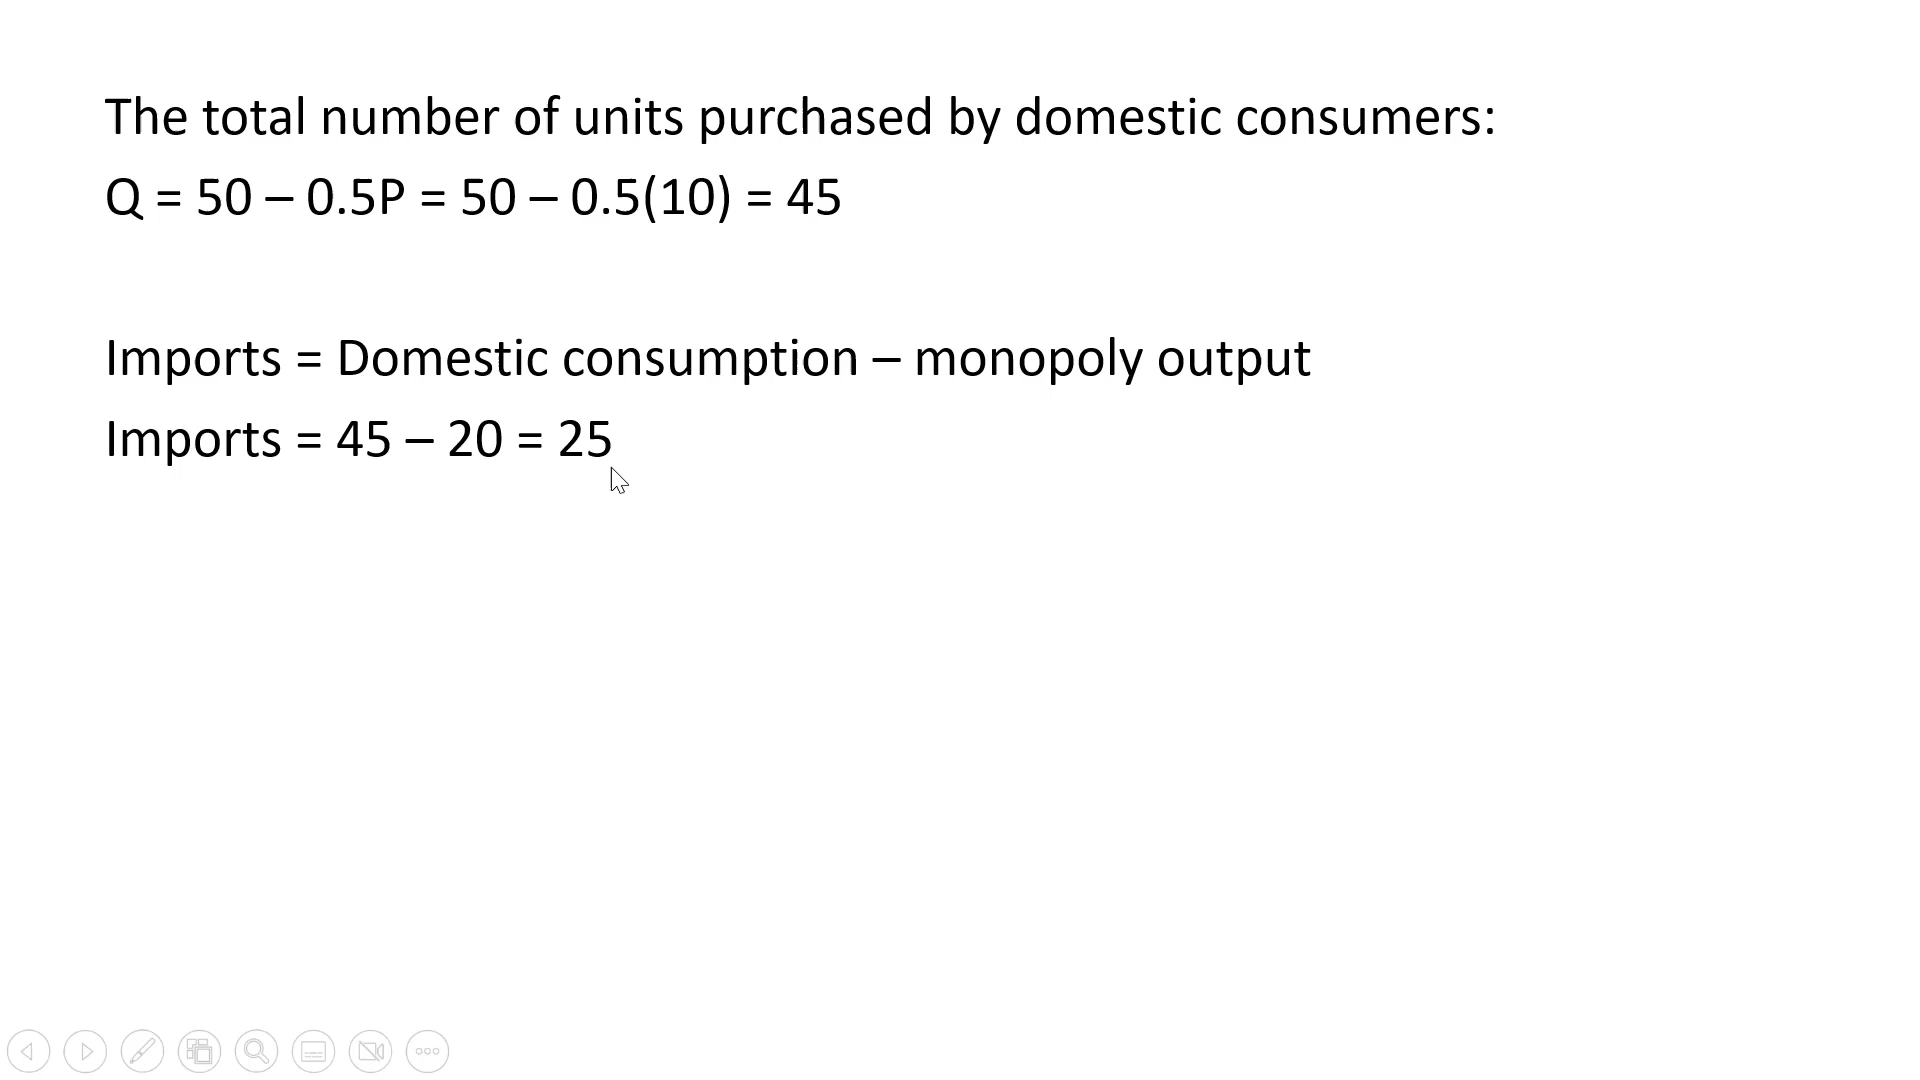 The total number of units purchased by domestic consumers:
Q = 50 – 0.5P = 50 – 0.5(10) = 45
Imports = Domestic consumption – monopoly output
Imports = 45 – 20 = 25